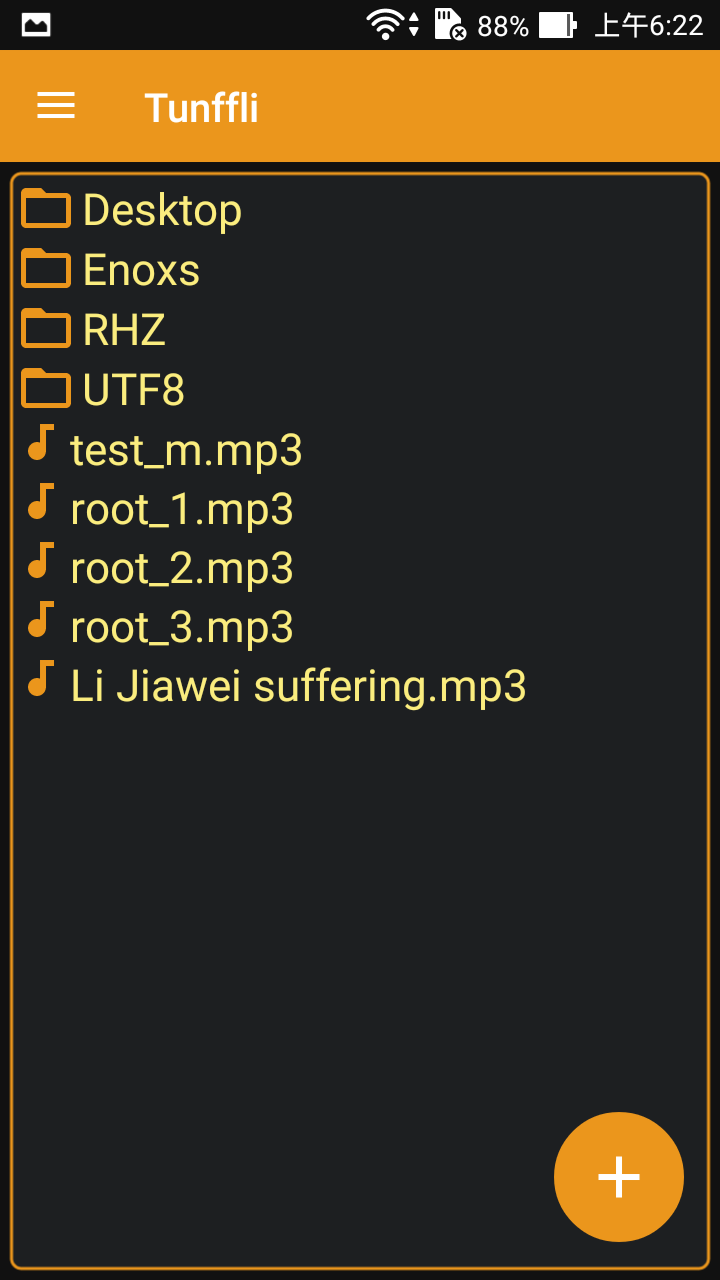 88% 上午6:22
Tunffli
Desktop
Enoxs
RHZ
UTF8
test_m.mp3
root_1.mp3
root_2.mp3
root_3.mp3
Li Jiawei suffering.mp3